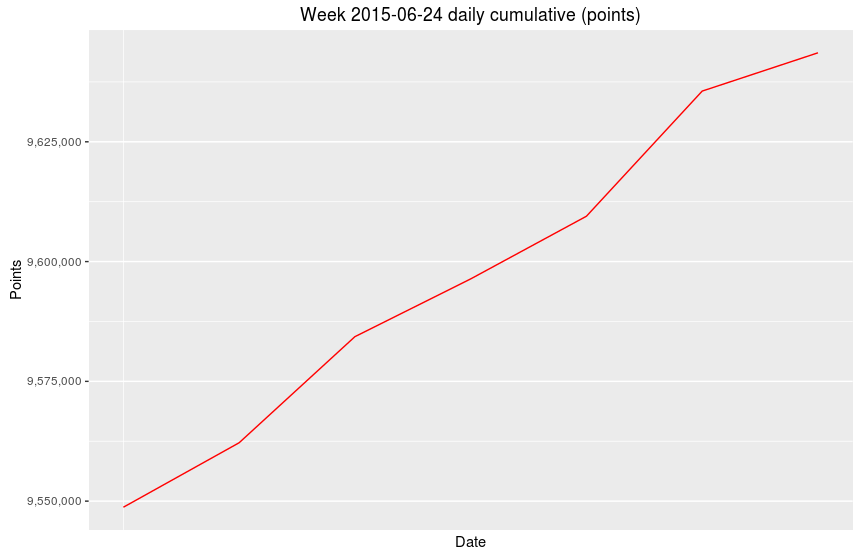 Week 2015-06-24 daily cumulative (points)
Points
9,625,000
9,600,000
9,575,000
9,550,000
Date